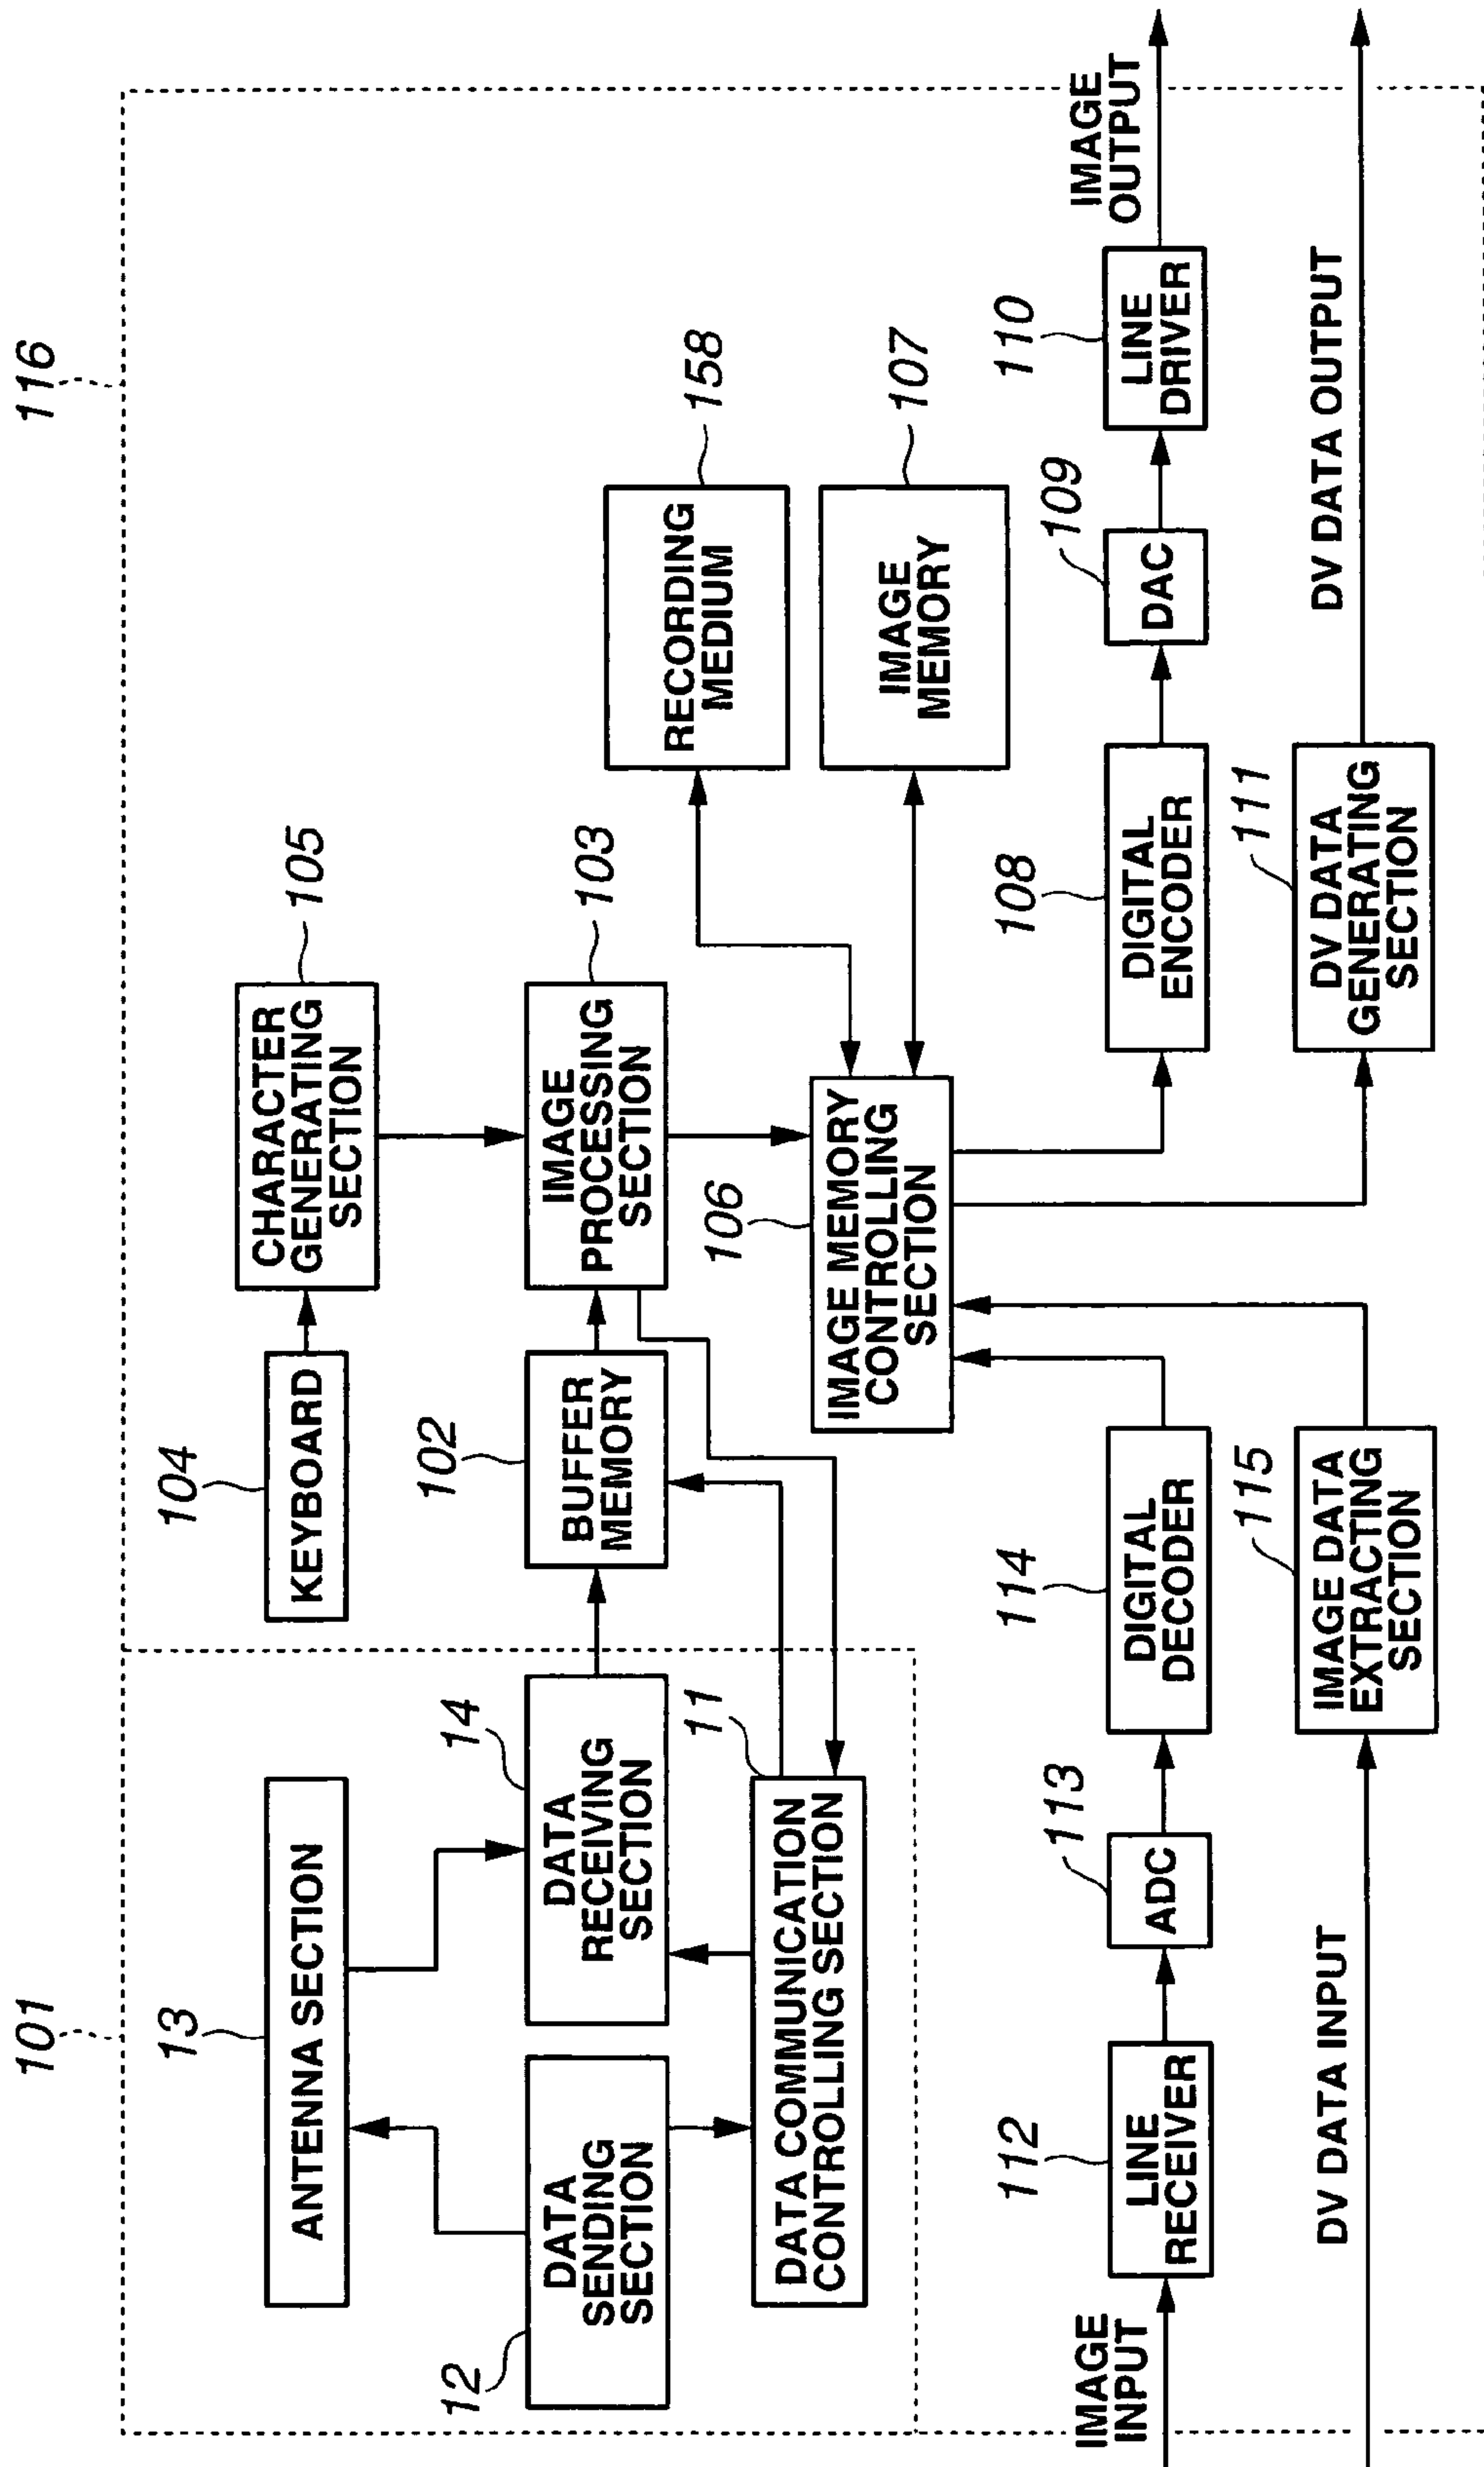 101
116
13
ANTENNA SECTION
104
KEYBOARD
105
CHARACTER
GENERATING
SECTION
12
DATA
SENDING
SECTION
14
DATA
RECEIVING
SECTION
102
BUFFER
MEMORY
103
IMAGE
PROCESSING
SECTION
11
DATA COMMUNICATION
CONTROLLING SECTION
106
IMAGE MEMORY
CONTROLLING
SECTION
158
RECORDING
MEDIUM
107
IMAGE
MEMORY
IMAGE
INPUT
112
LINE
RECEIVER
113
ADC
114
DIGITAL
DECODER
108
DIGITAL
ENCODER
109
DAC
110
LINE
DRIVER
IMAGE
OUTPUT
DV DATA INPUT
115
IMAGE DATA
EXTRACTING
SECTION
111
DV DATA
GENERATING
SECTION
DV DATA OUTPUT